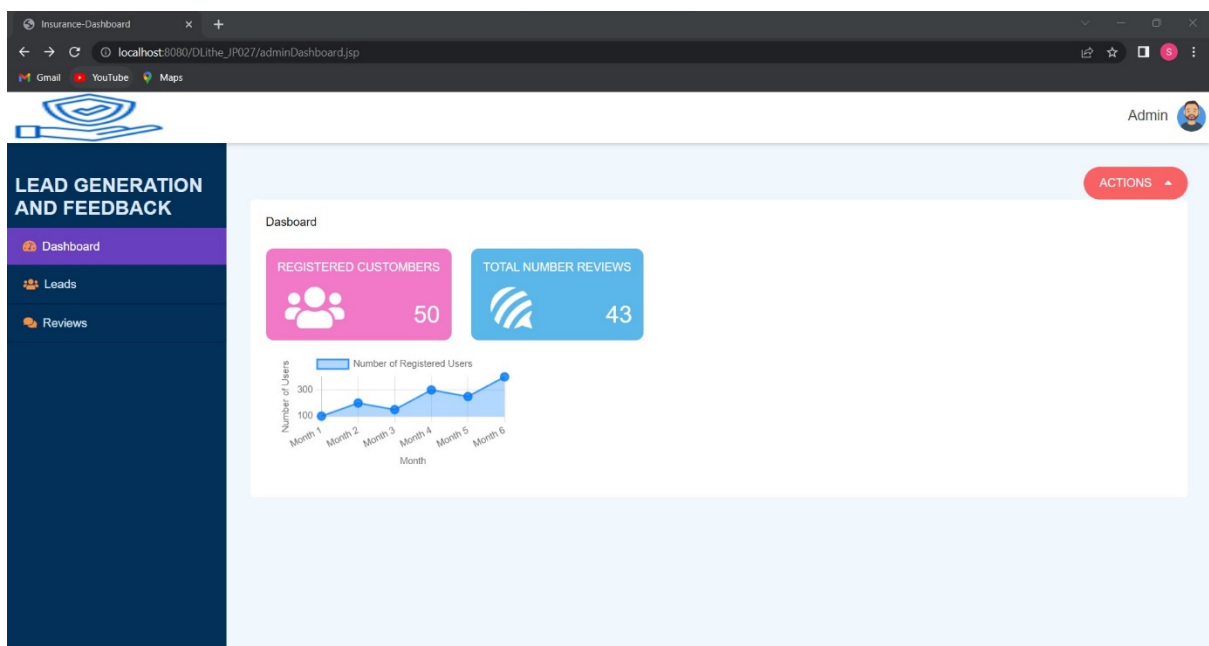 Insurance-Dashboard
localhost:8080/DLithe_JP027/adminDashboard.jsp
S
Gmail YouTube Maps
Admin
LEAD GENERATION
AND FEEDBACK
ACTIONS
Dasboard
Dashboard
Leads
Reviews
REGISTERED CUSTOMBERS
50
TOTAL NUMBER REVIEWS
43
Number of Registered Users
Number of Users
300
100
Month 1 Month 2 Month 3 Month 4 Month 5 Month 6
Month